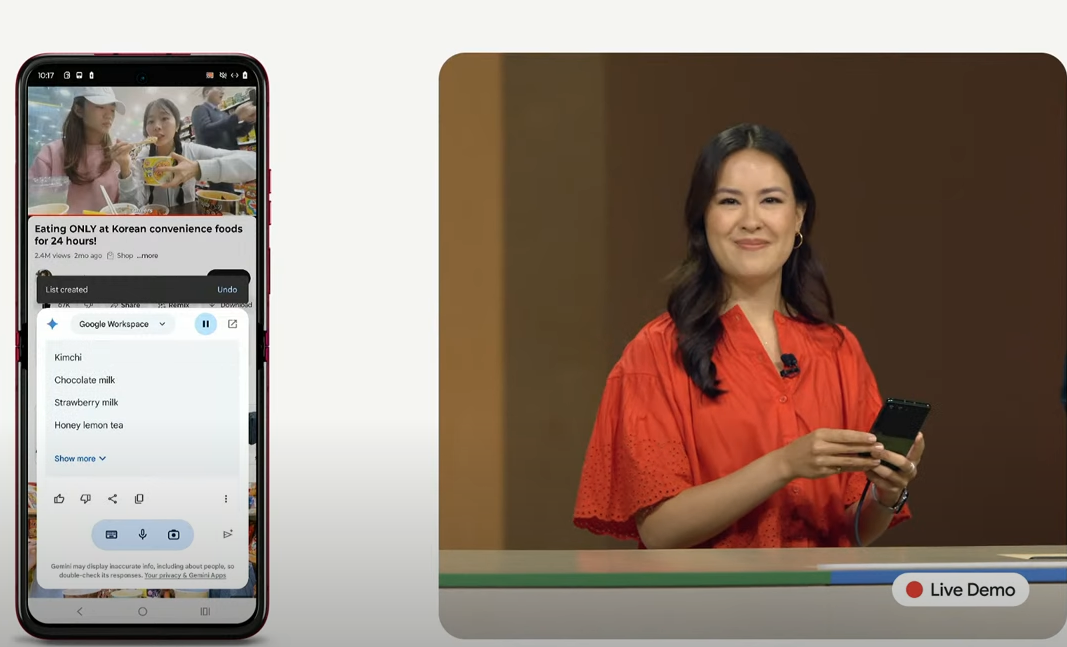 10:17
Eating ONLY at Korean convenience foods
for 24 hours!
2.4M views 2mo ago Shop ...more
List created Undo
67K Share Remix Download
Google Workspace
Kimchi
Chocolate milk
Strawberry milk
Honey lemon tea
Show more
Gemini may display inaccurate info, including about people, so
double-check its responses. Your privacy & Gemini Apps
Live Demo